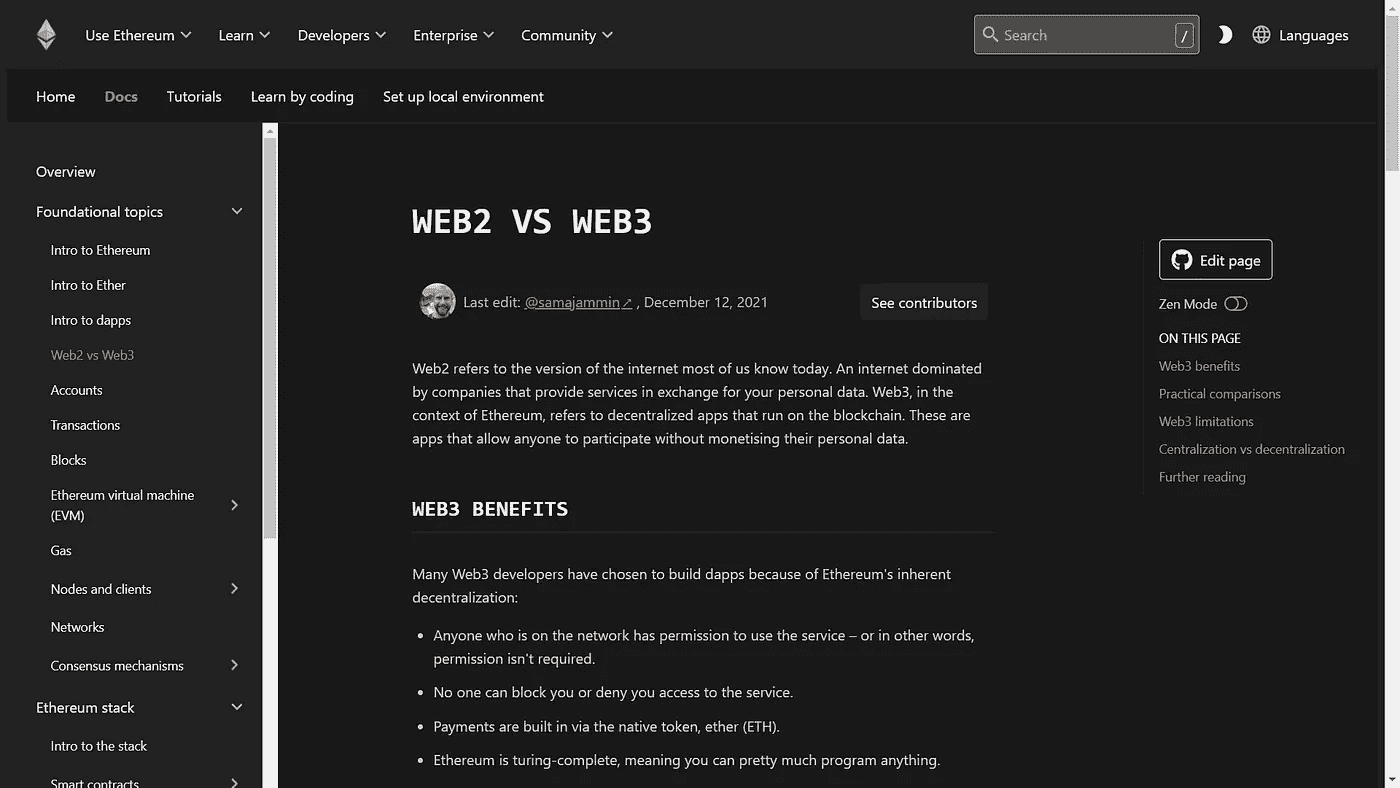 Use Ethereum Learn Developers Enterprise Community Search / Languages
Home Docs Tutorials Learn by coding Set up local environment
Overview
Foundational topics
Intro to Ethereum
Intro to Ether
Intro to dapps
Web2 vs Web3
Accounts
Transactions
Blocks
Ethereum virtual machine
(EVM)
Gas
Nodes and clients
Networks
Consensus mechanisms
Ethereum stack
Intro to the stack
Smart contracts
WEB2 VS WEB3
Last edit: @samajammin↗ , December 12, 2021
See contributors
Web2 refers to the version of the internet most of us know today. An internet dominated
by companies that provide services in exchange for your personal data. Web3, in the
context of Ethereum, refers to decentralized apps that run on the blockchain. These are
apps that allow anyone to participate without monetising their personal data.
WEB3 BENEFITS
Many Web3 developers have chosen to build dapps because of Ethereum's inherent
decentralization:
• Anyone who is on the network has permission to use the service – or in other words,
permission isn't required.
• No one can block you or deny you access to the service.
• Payments are built in via the native token, ether (ETH).
• Ethereum is turing-complete, meaning you can pretty much program anything.
Edit page
Zen Mode
ON THIS PAGE
Web3 benefits
Practical comparisons
Web3 limitations
Centralization vs decentralization
Further reading